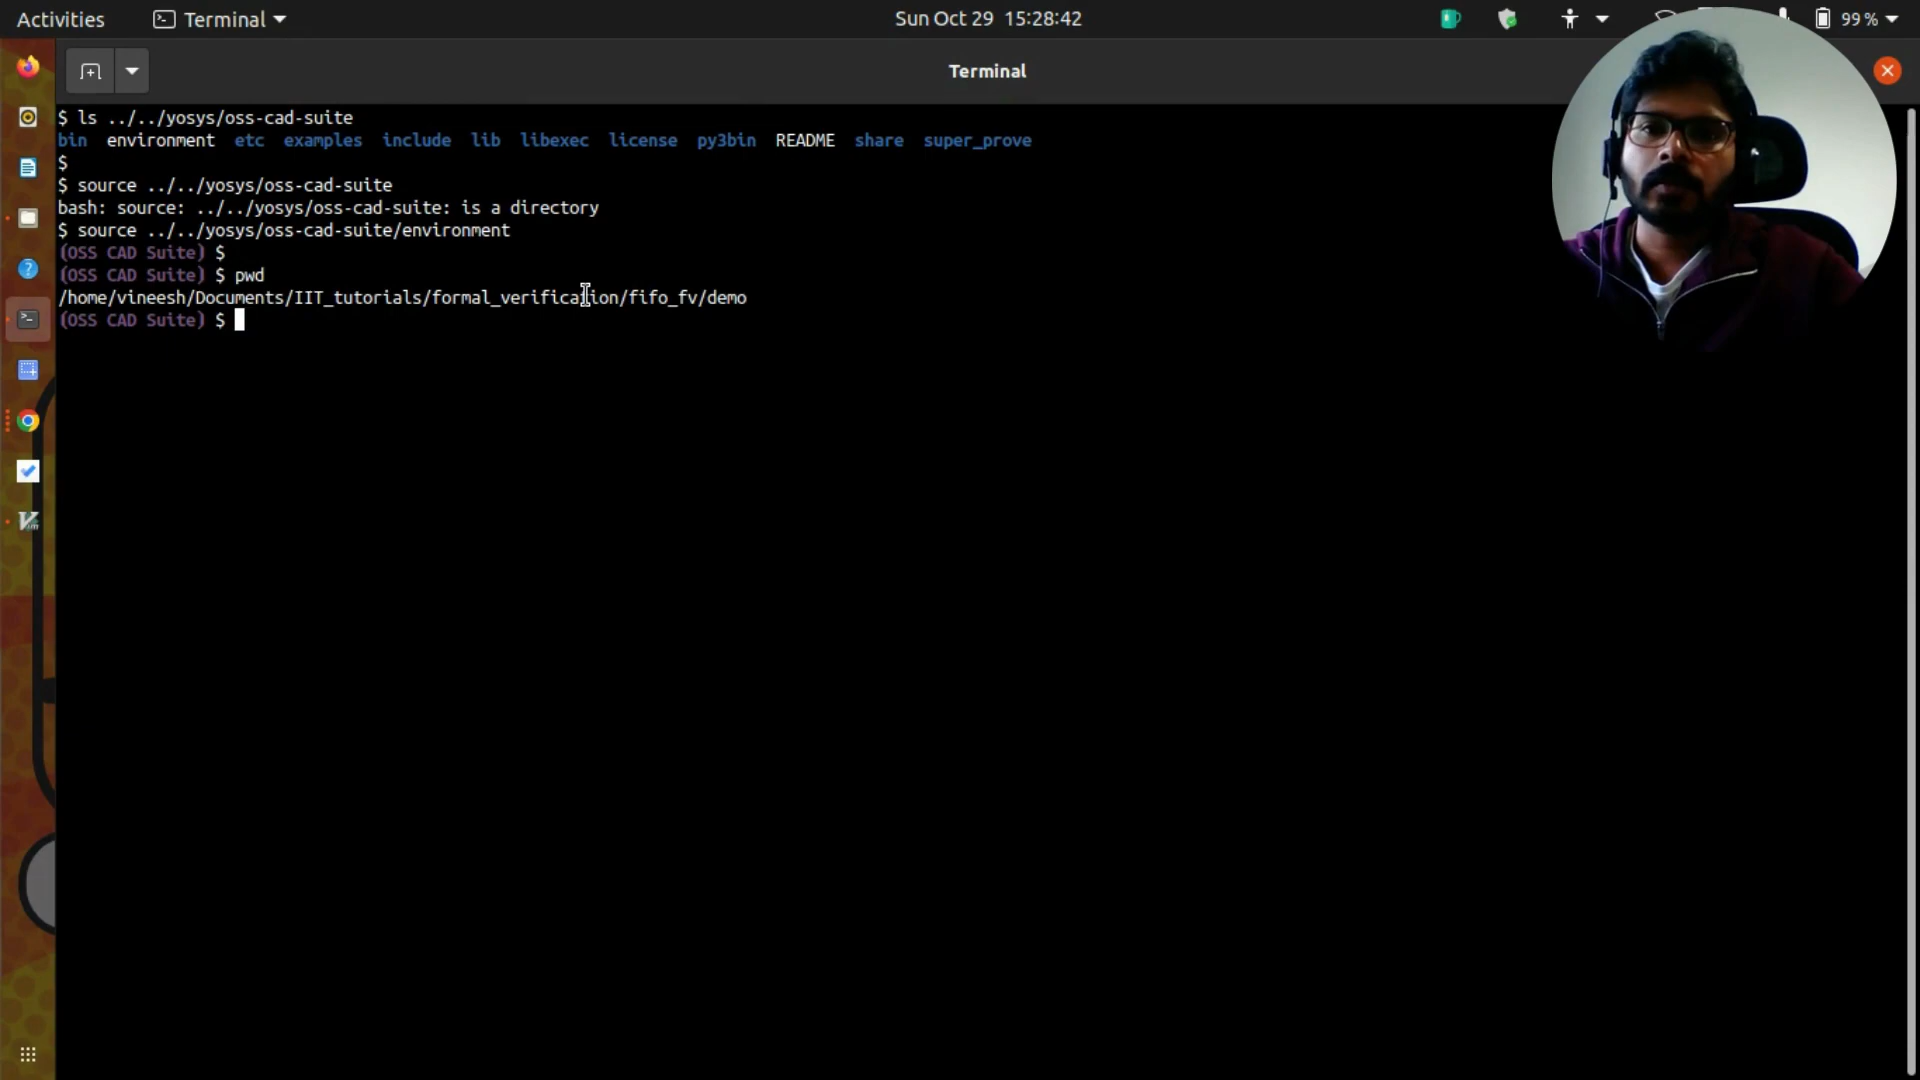 Activities Terminal Sun Oct 29 15:28:42 99 %
Terminal
$ ls ../../yosys/oss-cad-suite
bin environment etc examples include lib libexec license py3bin README share super_prove
$
$ source ../../yosys/oss-cad-suite
bash: source: ../../yosys/oss-cad-suite: is a directory
$ source ../../yosys/oss-cad-suite/environment
(OSS CAD Suite) $
(OSS CAD Suite) $ pwd
/home/vineesh/Documents/IIT_tutorials/formal_verification/fifo_fv/demo
(OSS CAD Suite) $